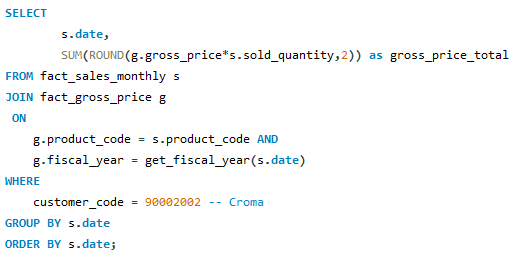 SELECT
s.date,
SUM(ROUND(g.gross_price*s.sold_quantity,2)) as gross_price_total
FROM fact_sales_monthly s
JOIN fact_gross_price g
ON
g.product_code = s.product_code AND
g.fiscal_year = get_fiscal_year(s.date)
WHERE
customer_code = 90002002 -- Croma
GROUP BY s.date
ORDER BY s.date;